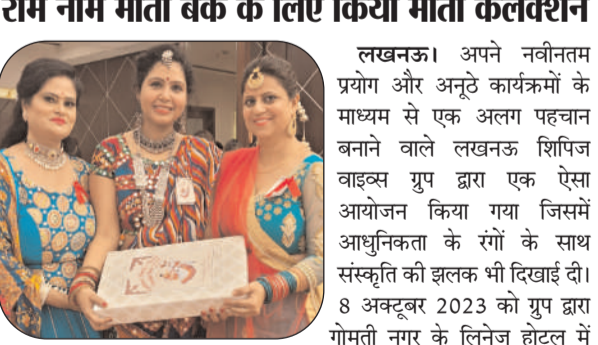 राम नाम माती बैंक के लिए किया माती कलेक्शन
लखनऊ। अपने नवीनतम
प्रयोग और अनूठे कार्यक्रमों के
माध्यम से एक अलग पहचान
बनाने वाले लखनऊ शिपिज
वाइव्स ग्रुप द्वारा एक ऐसा
आयोजन किया गया जिसमें
आधुनिकता के रंगों के साथ
संस्कृति की झलक भी दिखाई दी।
8 अक्टूबर 2023 को ग्रुप द्वारा
गोमती नगर के लिनेज होटल में